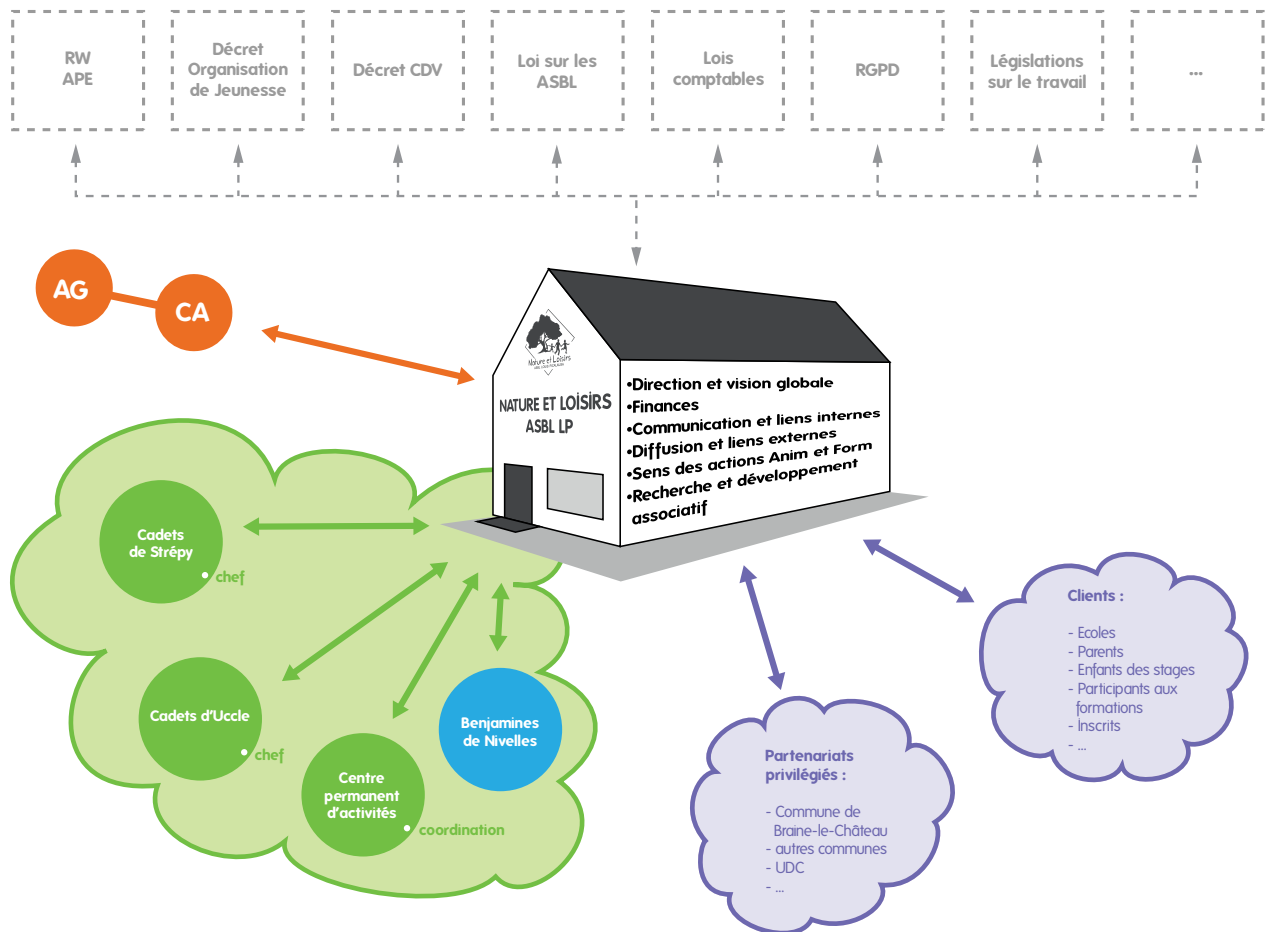 RW
APE
Décret
Organisation
de Jeunesse
Décret CDV
Loi sur les
ASBL
Lois
comptables
RGPD
Législations
sur le travail
...
AG
CA
Nature et Loisirs
NATURE ET LOISIRS
ASBL LP
•Direction et vision globale
•Finances
•Communication et liens internes
•Diffusion et liens externes
•Sens des actions Anim et Form
•Recherche et développement
associatif
Cadets
de Strépy
chef
Cadets d'Uccle
chef
Centre
permanent
d'activités
coordination
Benjamines
de Nivelles
Partenariats
privilégiés :
- Commune de
Braine-le-Château
- autres communes
- UDC
- ...
Clients :
- Ecoles
- Parents
- Enfants des stages
- Participants aux
formations
- Inscrits
- ...